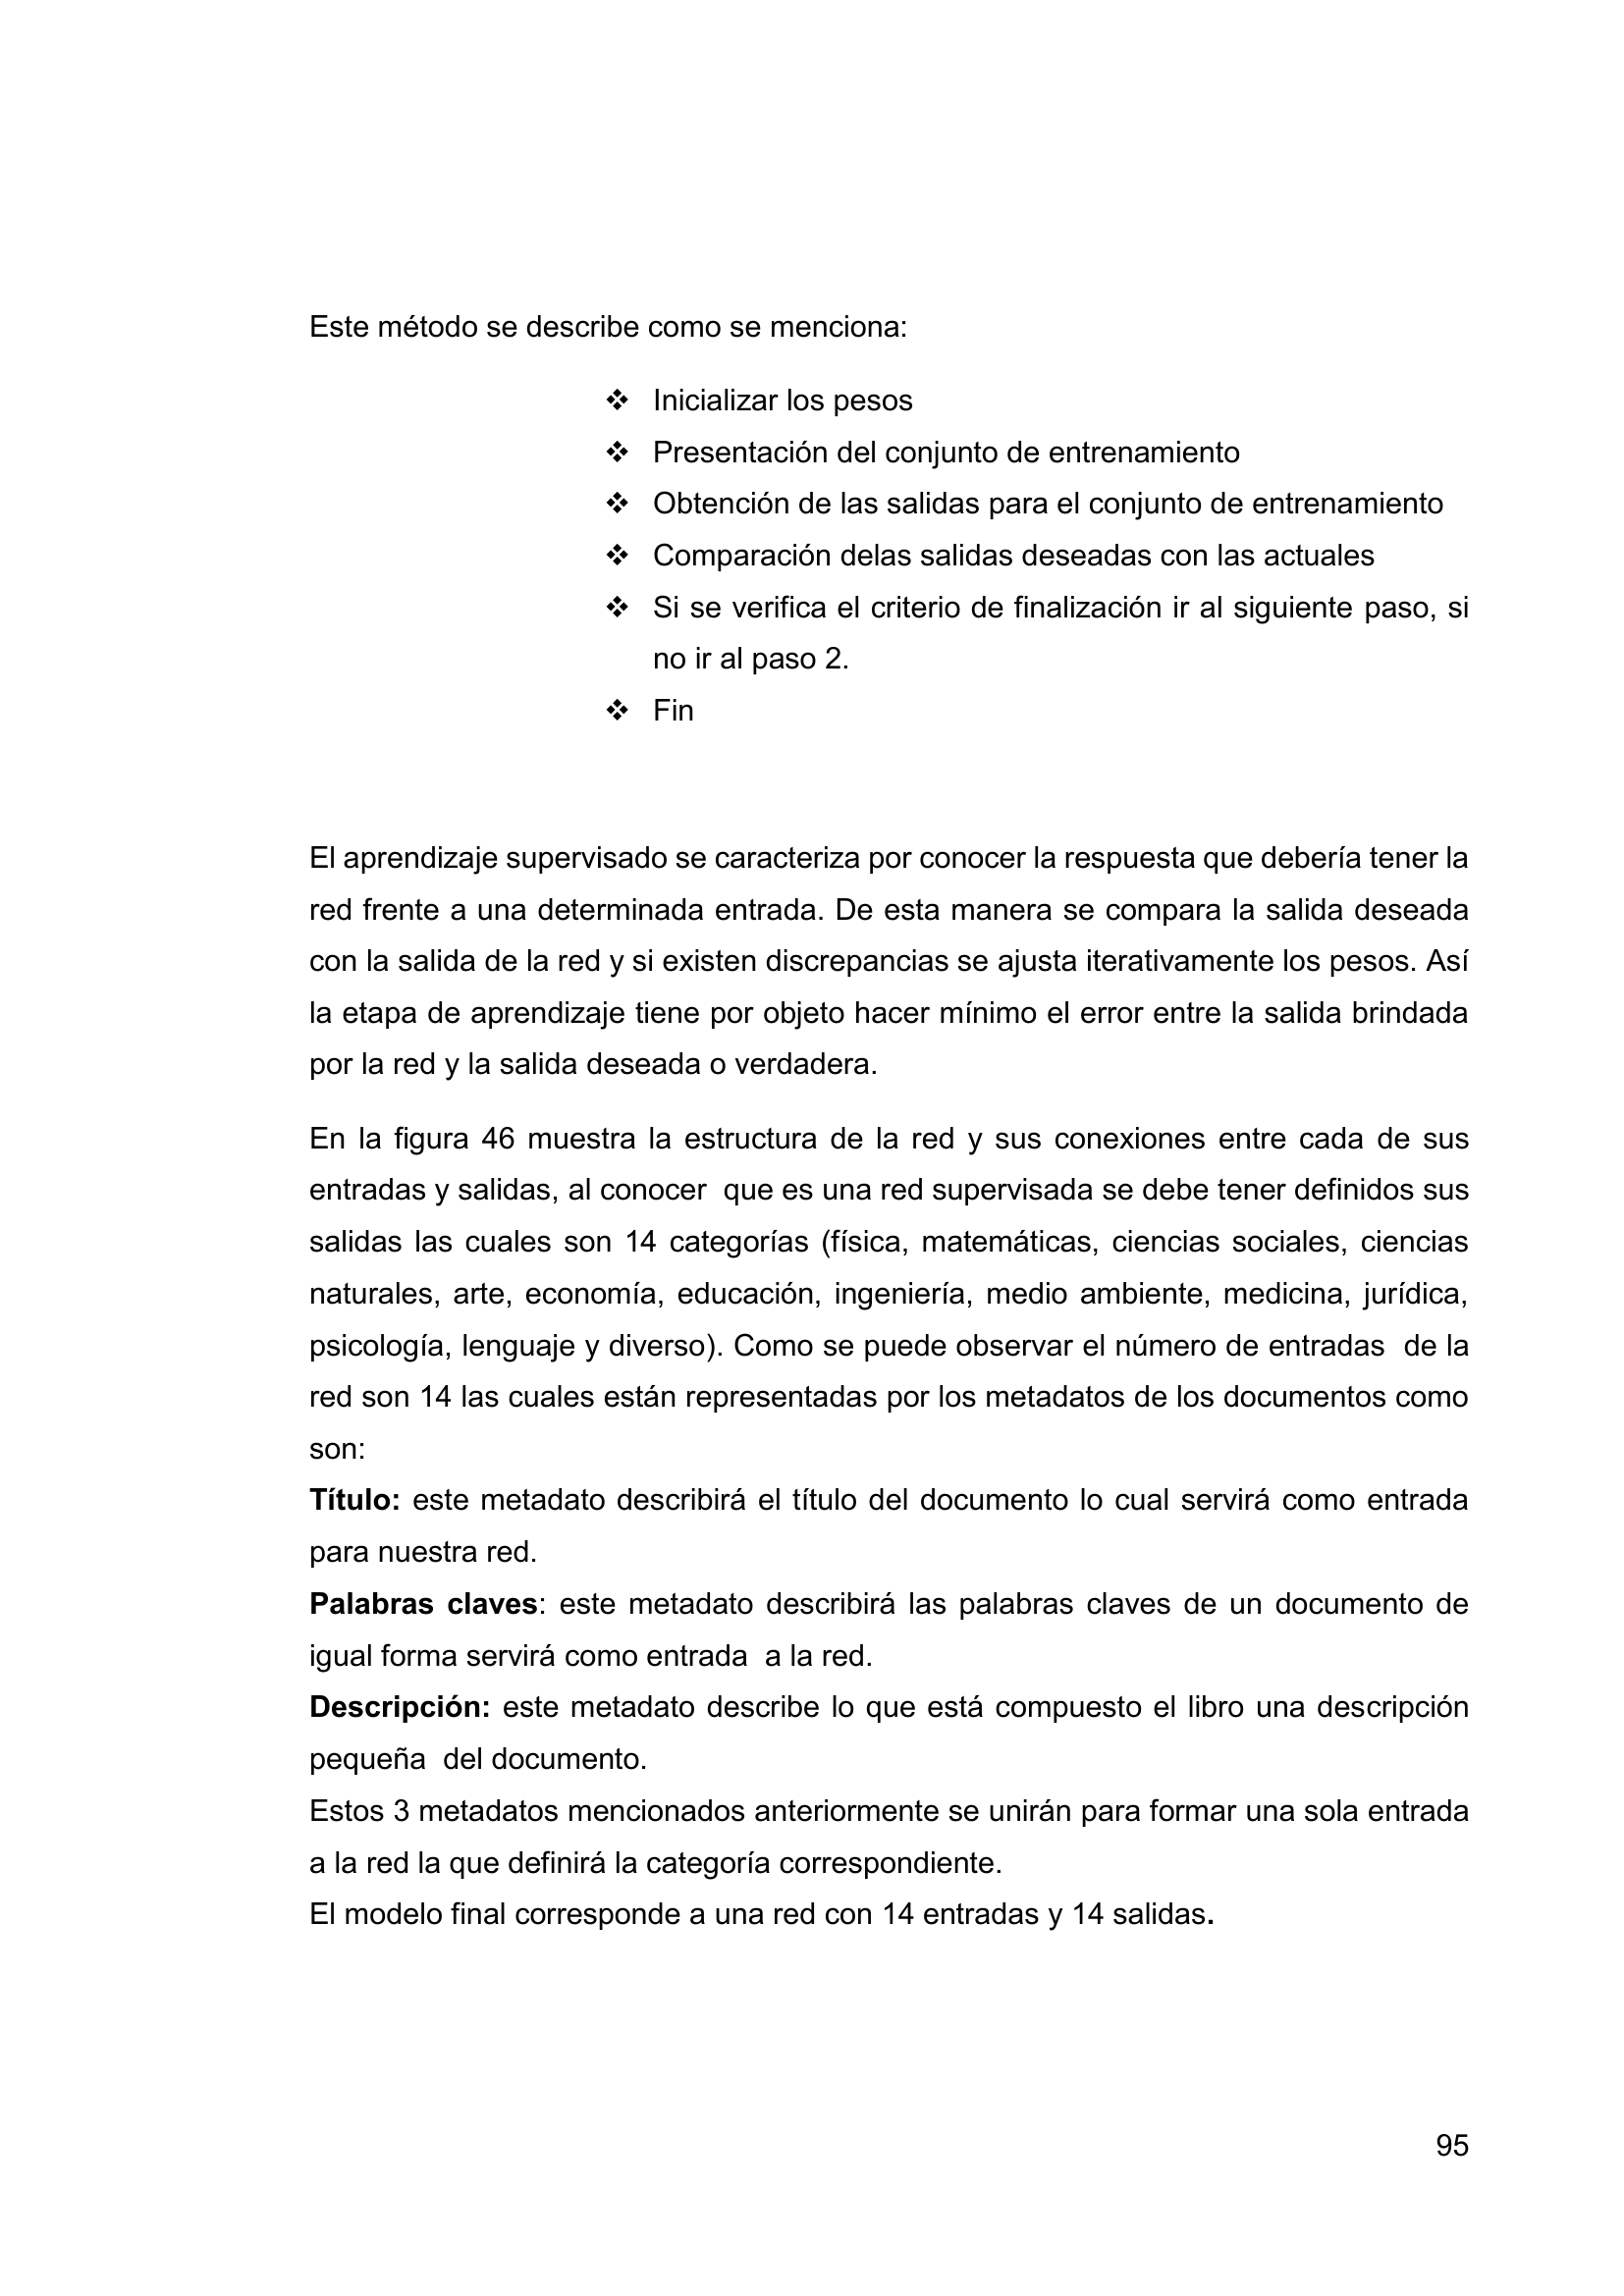 Este método se describe como se menciona:
❖ Inicializar los pesos
❖ Presentación del conjunto de entrenamiento
❖ Obtención de las salidas para el conjunto de entrenamiento
❖ Comparación delas salidas deseadas con las actuales
❖ Si se verifica el criterio de finalización ir al siguiente paso, si
no ir al paso 2.
❖ Fin
El aprendizaje supervisado se caracteriza por conocer la respuesta que debería tener la
red frente a una determinada entrada. De esta manera se compara la salida deseada
con la salida de la red y si existen discrepancias se ajusta iterativamente los pesos. Así
la etapa de aprendizaje tiene por objeto hacer mínimo el error entre la salida brindada
por la red y la salida deseada o verdadera.
En la figura 46 muestra la estructura de la red y sus conexiones entre cada de sus
entradas y salidas, al conocer  que es una red supervisada se debe tener definidos sus
salidas las cuales son 14 categorías (física, matemáticas, ciencias sociales, ciencias
naturales, arte, economía, educación, ingeniería, medio ambiente, medicina, jurídica,
psicología, lenguaje y diverso). Como se puede observar el número de entradas  de la
red son 14 las cuales están representadas por los metadatos de los documentos como
son:
Título: este metadato describirá el título del documento lo cual servirá como entrada
para nuestra red.
Palabras claves: este metadato describirá las palabras claves de un documento de
igual forma servirá como entrada  a la red.
Descripción: este metadato describe lo que está compuesto el libro una descripción
pequeña  del documento.
Estos 3 metadatos mencionados anteriormente se unirán para formar una sola entrada
a la red la que definirá la categoría correspondiente.
El modelo final corresponde a una red con 14 entradas y 14 salidas.
95